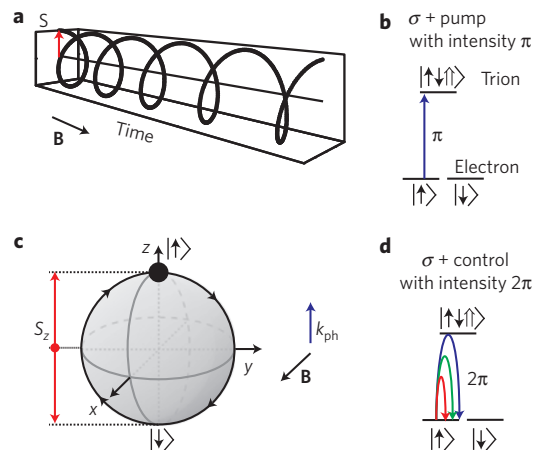 a
S
B
Time
b
σ + pump
with intensity π
|↑↓⇑⟩
Trion
π
Electron
|↑⟩
|↓⟩
c
z
|↑⟩
S_z
k_ph
B
y
x
|↓⟩
d
σ + control
with intensity 2π
|↑↓⇑⟩
2π
|↑⟩
|↓⟩